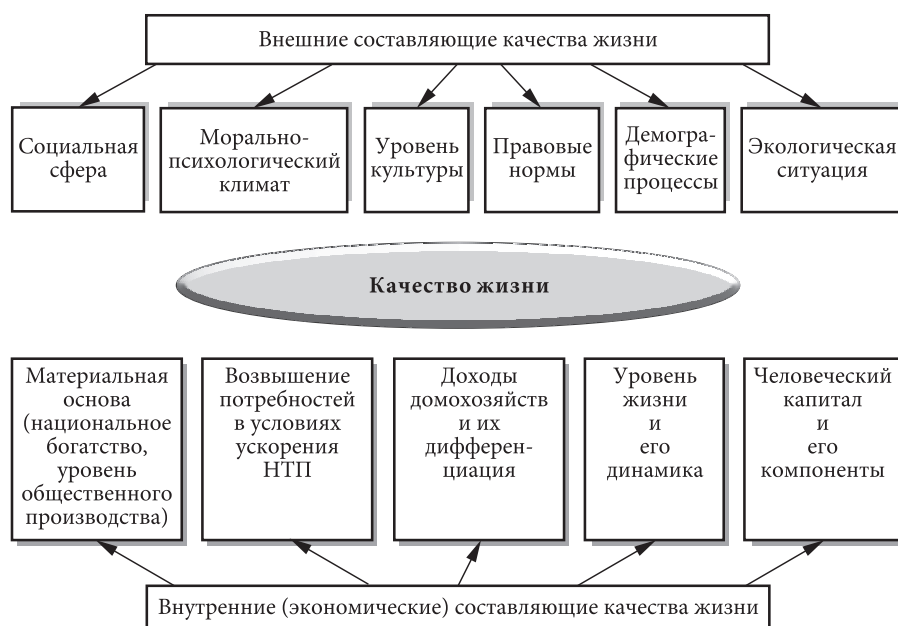 Внешние составляющие качества жизни
Социальная
сфера
Морально-
психологический
климат
Уровень
культуры
Правовые
нормы
Демогра-
фические
процессы
Экологическая
ситуация
Качество жизни
Материальная
основа
(национальное
богатство,
уровень
общественного
производства)
Возвышение
потребностей
в условиях
ускорения
НТП
Доходы
домохозяйств
и их
дифферен-
циация
Уровень
жизни
и
его
динамика
Человеческий
капитал
и
его
компоненты
Внутренние (экономические) составляющие качества жизни